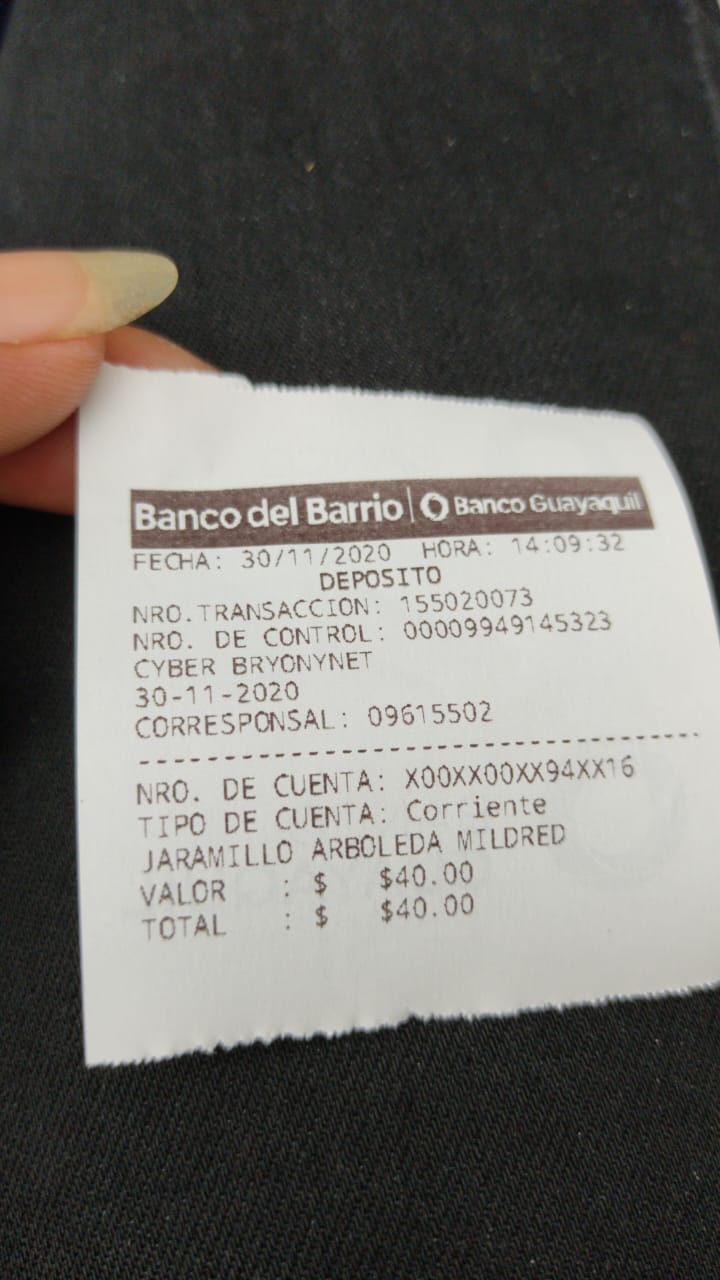 Banco del Barrio | Banco Guayaquil
FECHA: 30/11/2020 HORA: 14:09:32
DEPOSITO
NRO.TRANSACCION: 155020073
NRO. DE CONTROL: 00009949145323
CYBER BRYONYNET
30-11-2020
CORRESPONSAL: 09615502
NRO. DE CUENTA: X00XX00XX94XX16
TIPO DE CUENTA: Corriente
JARAMILLO ARBOLEDA MILDRED
VALOR : $ $40.00
TOTAL : $ $40.00